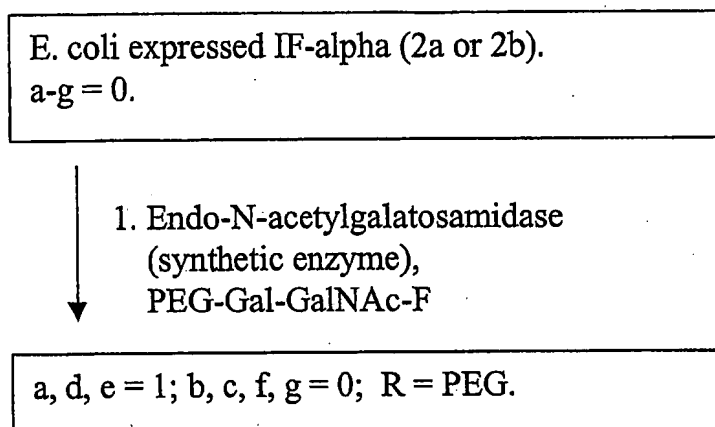 E. coli expressed IF-alpha (2a or 2b).
a-g = 0.
1. Endo-N-acetylgalatosamidase
(synthetic enzyme),
PEG-Gal-GalNAc-F
a, d, e = 1; b, c, f, g = 0; R = PEG.